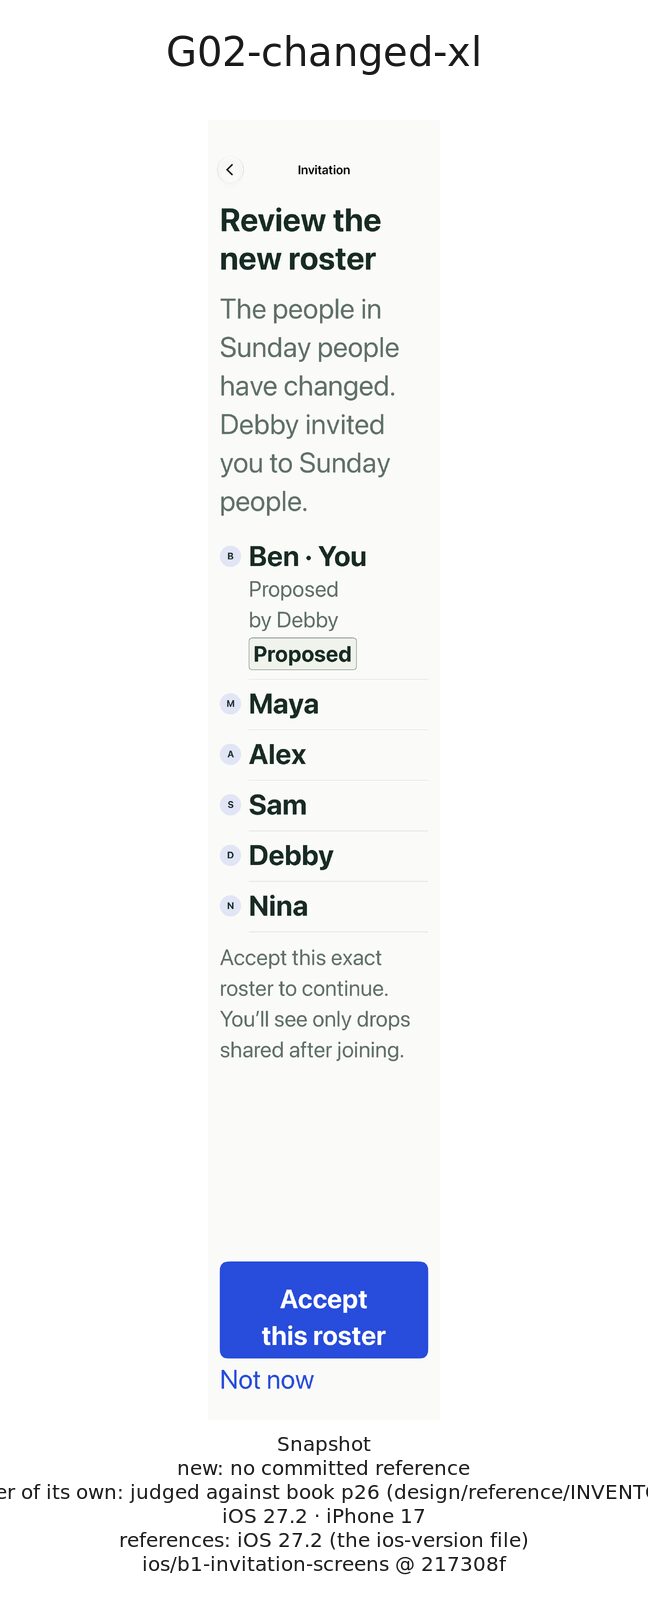 G02-changed-xl
Invitation
Review the
new roster
The people in
Sunday people
have changed.
Debby invited
you to Sunday
people.
B
Ben · You
Proposed
by Debby
Proposed
M
Maya
A
Alex
S
Sam
D
Debby
N
Nina
Accept this exact
roster to continue.
You’ll see only drops
shared after joining.
Accept
this roster
Not now
Snapshot
new: no committed reference
of its own: judged against book p26 (design/reference/
iOS 27.2 · iPhone 17
references: iOS 27.2 (the ios-version file)
ios/b1-invitation-screens @ 217308f